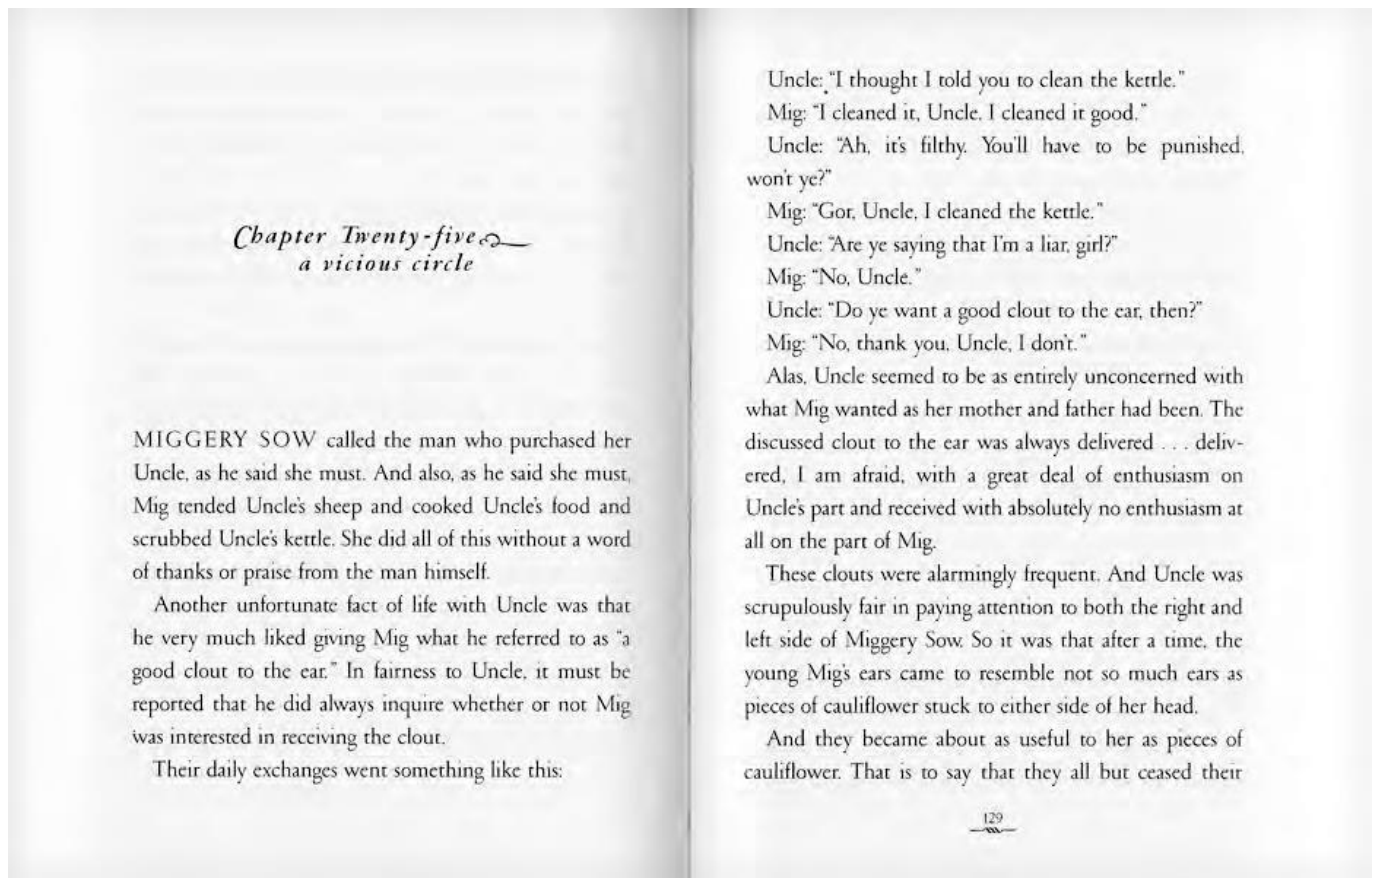 Chapter Twenty-five
a vicious circle
MIGGERY SOW called the man who purchased her
Uncle, as he said she must. And also, as he said she must,
Mig tended Uncle's sheep and cooked Uncle's food and
scrubbed Uncle's kettle. She did all of this without a word
of thanks or praise from the man himself.
Another unfortunate fact of life with Uncle was that
he very much liked giving Mig what he referred to as "a
good clout to the ear." In fairness to Uncle, it must be
reported that he did always inquire whether or not Mig
was interested in receiving the clout.
Their daily exchanges went something like this:
Uncle: "I thought I told you to clean the kettle."
Mig: "I cleaned it, Uncle. I cleaned it good."
Uncle: "Ah, it's filthy. You'll have to be punished,
won't ye?"
Mig: "Gor, Uncle, I cleaned the kettle."
Uncle: "Are ye saying that I'm a liar, girl?"
Mig: "No, Uncle."
Uncle: "Do ye want a good clout to the ear, then?"
Mig: "No, thank you, Uncle, I don't."
Alas, Uncle seemed to be as entirely unconcerned with
what Mig wanted as her mother and father had been. The
discussed clout to the ear was always delivered . . . deliv-
ered, I am afraid, with a great deal of enthusiasm on
Uncle's part and received with absolutely no enthusiasm at
all on the part of Mig.
These clouts were alarmingly frequent. And Uncle was
scrupulously fair in paying attention to both the right and
left side of Miggery Sow. So it was that after a time, the
young Mig's ears came to resemble not so much ears as
pieces of cauliflower stuck to either side of her head.
And they became about as useful to her as pieces of
cauliflower. That is to say that they all but ceased their
129